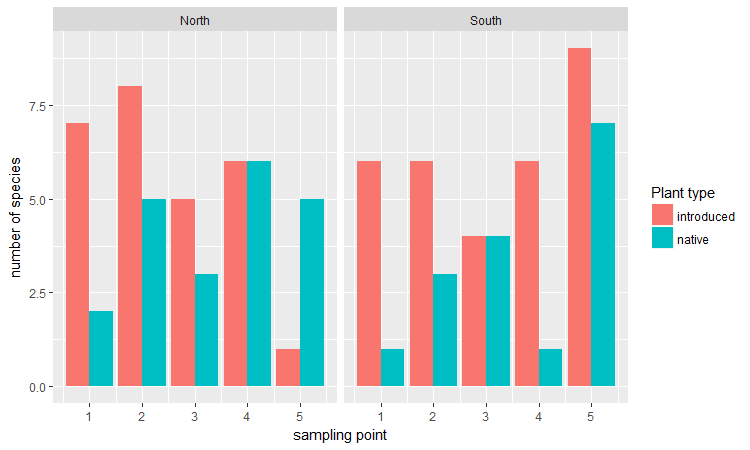 North South
number of species
7.5
5.0
2.5
0.0
1 2 3 4 5 1 2 3 4 5
sampling point
Plant type
introduced
native